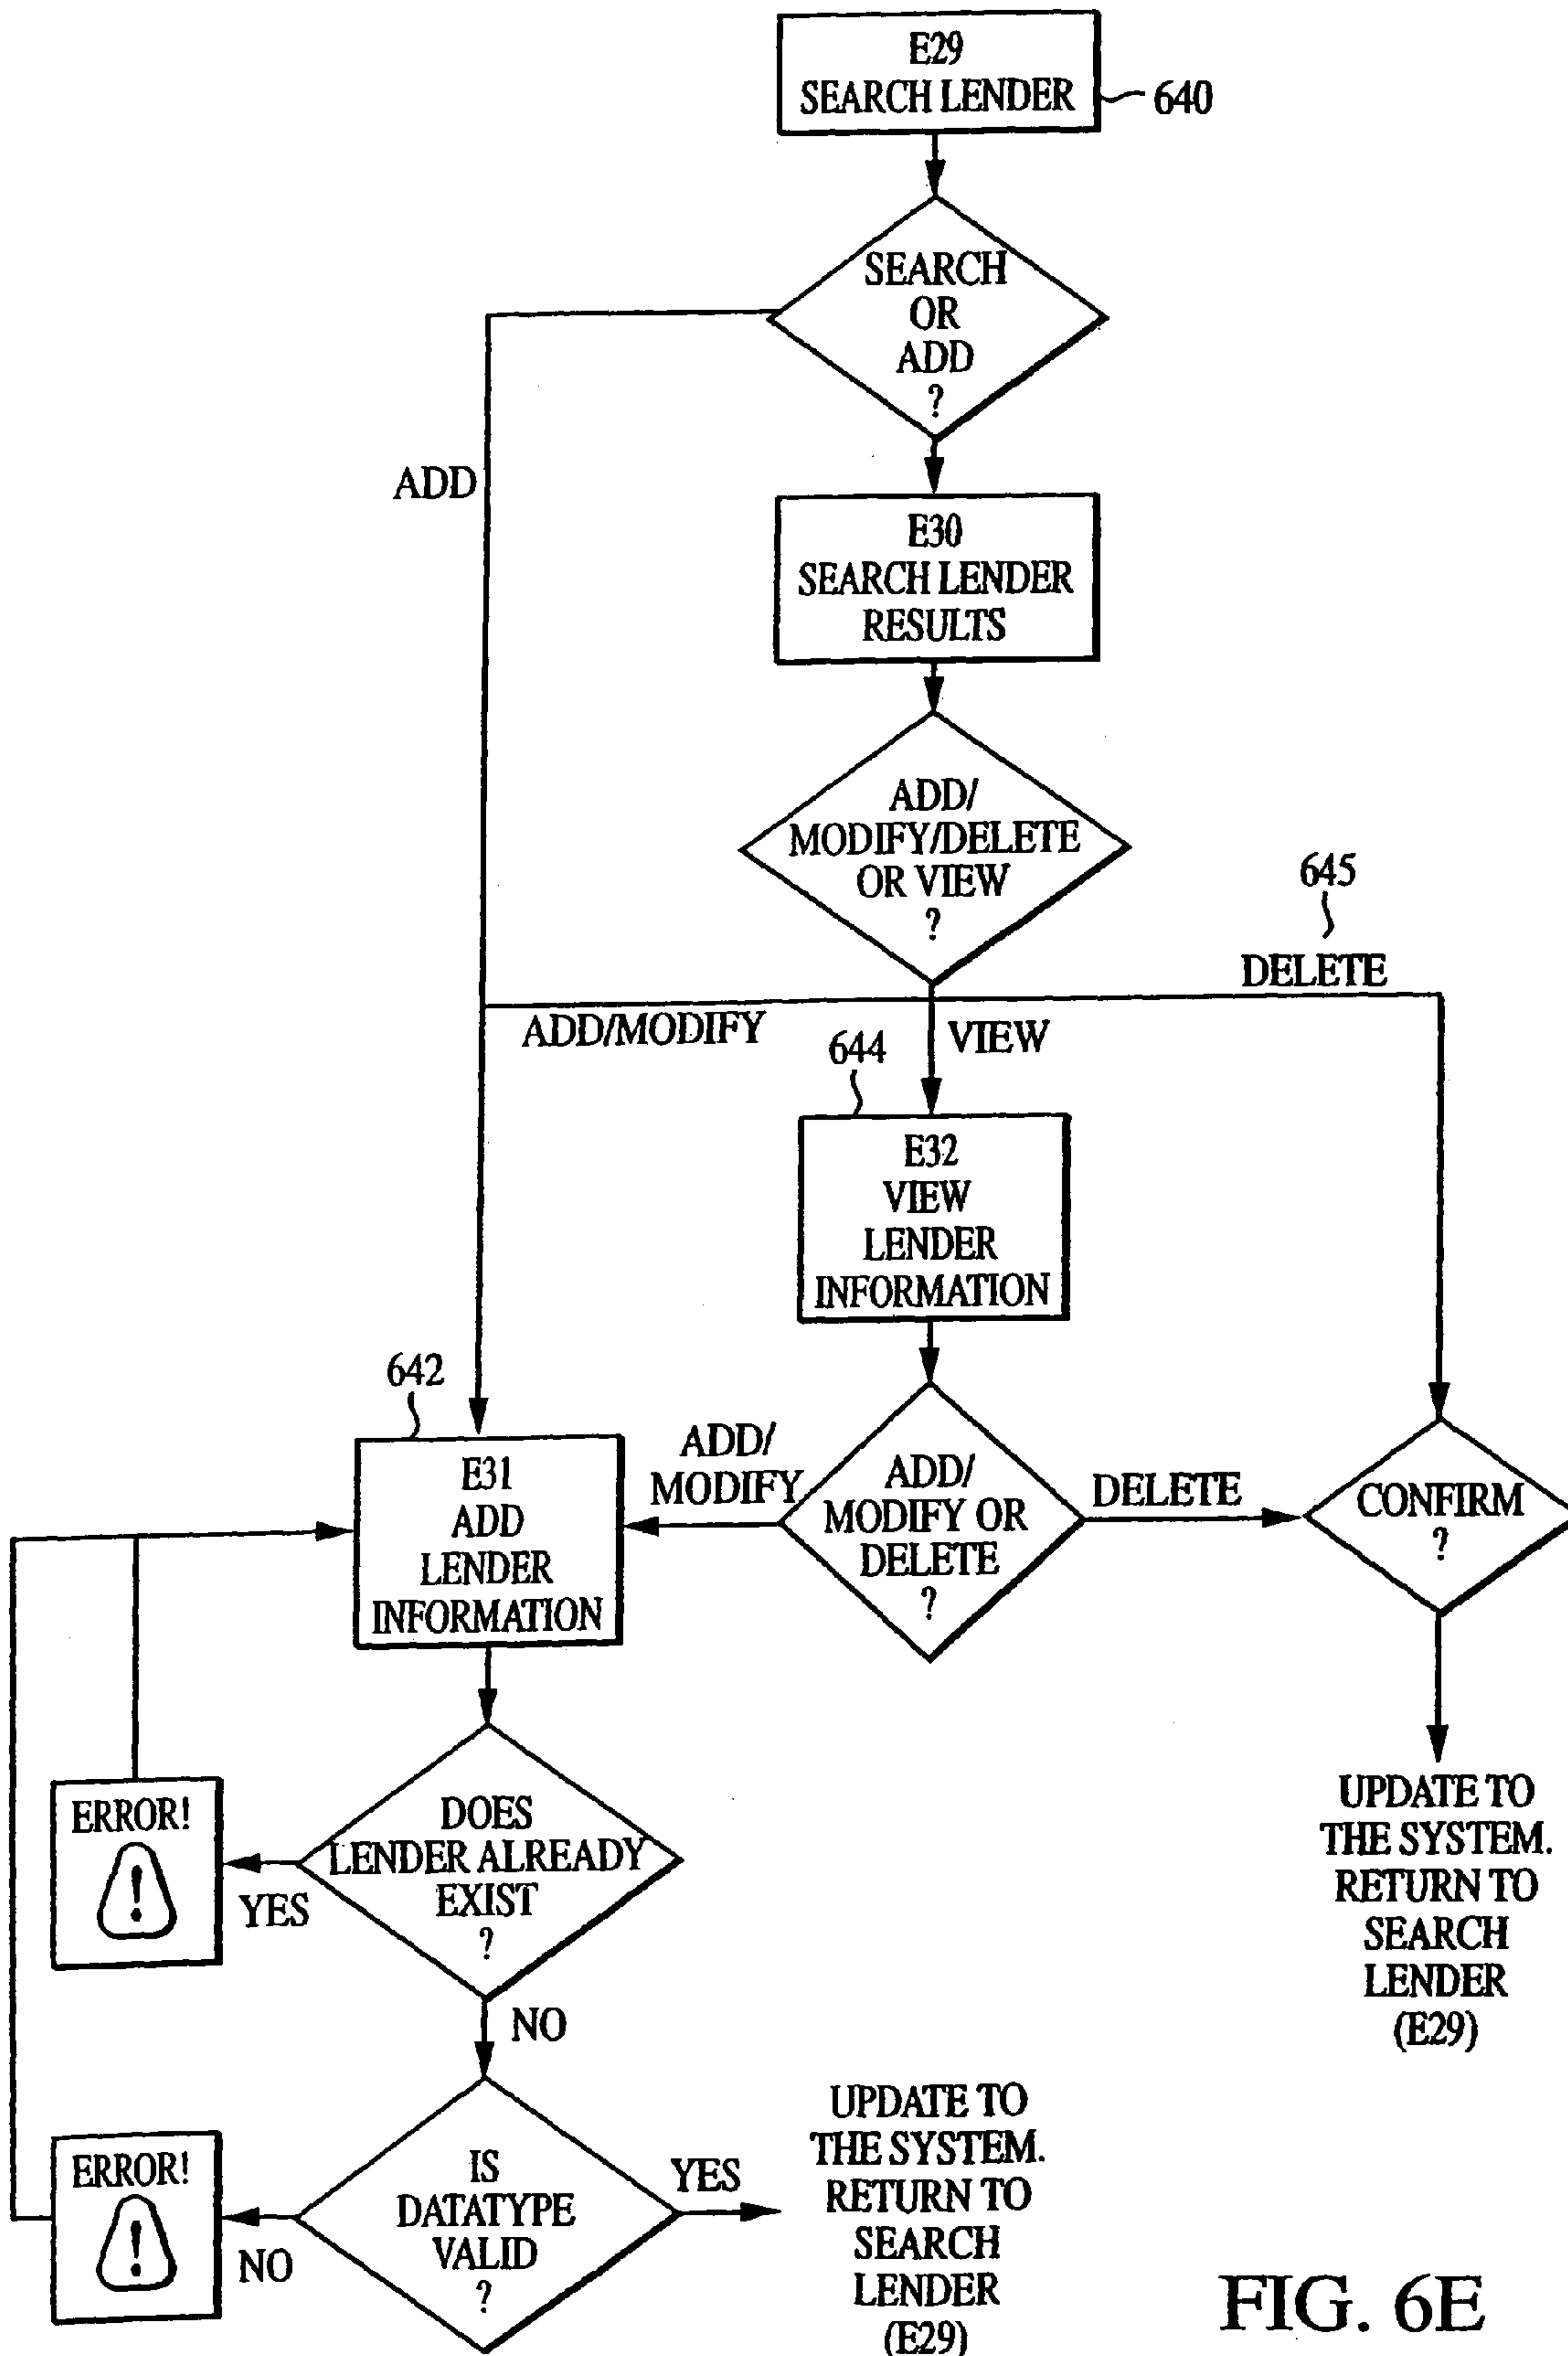 E29
SEARCH LENDER
640
SEARCH
OR
ADD
?
ADD
E30
SEARCH LENDER
RESULTS
ADD/
MODIFY/DELETE
OR VIEW
?
645
DELETE
ADD/MODIFY
VIEW
644
E32
VIEW
LENDER
INFORMATION
642
E31
ADD
LENDER
INFORMATION
ADD/
MODIFY
ADD/
MODIFY OR
DELETE
?
DELETE
CONFIRM
?
UPDATE TO
THE SYSTEM.
RETURN TO
SEARCH
LENDER
(E29)
ERROR!
!
YES
DOES
LENDER ALREADY
EXIST
?
NO
ERROR!
!
NO
IS
DATATYPE
VALID
?
YES
UPDATE TO
THE SYSTEM.
RETURN TO
SEARCH
LENDER
(E29)
FIG. 6E